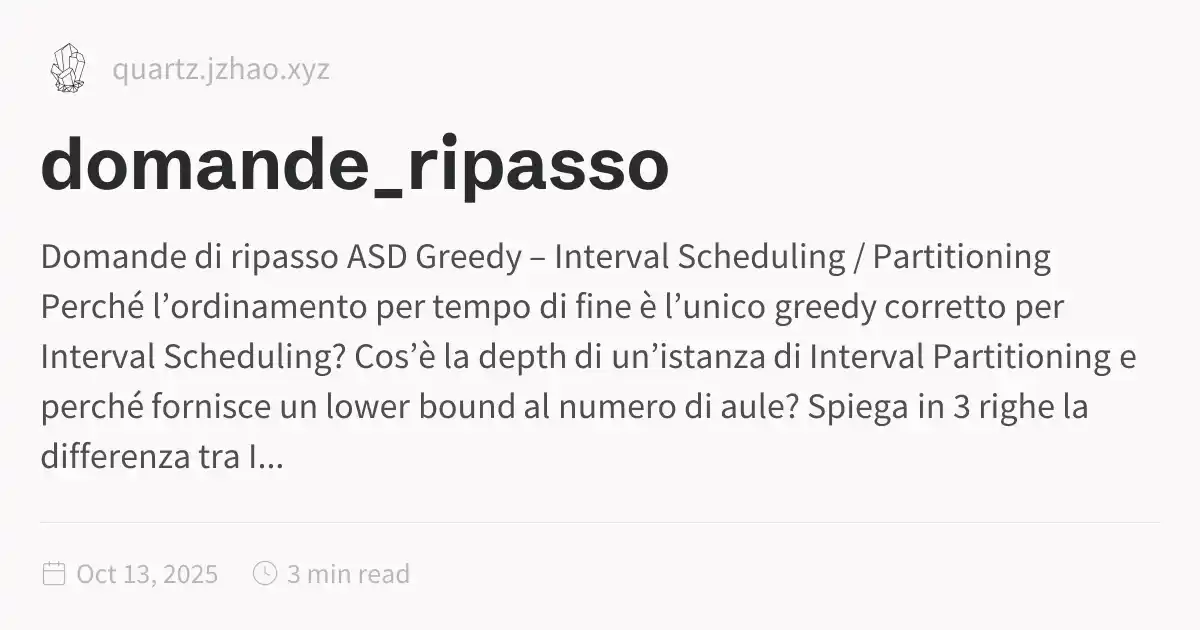 quartz.jzhao.xyz
domande_ripasso
Domande di ripasso ASD Greedy – Interval Scheduling / Partitioning
Perché l’ordinamento per tempo di fine è l’unico greedy corretto per
Interval Scheduling? Cos’è la depth di un’istanza di Interval Partitioning e
perché fornisce un lower bound al numero di aule? Spiega in 3 righe la
differenza tra I...
Oct 13, 2025 3 min read